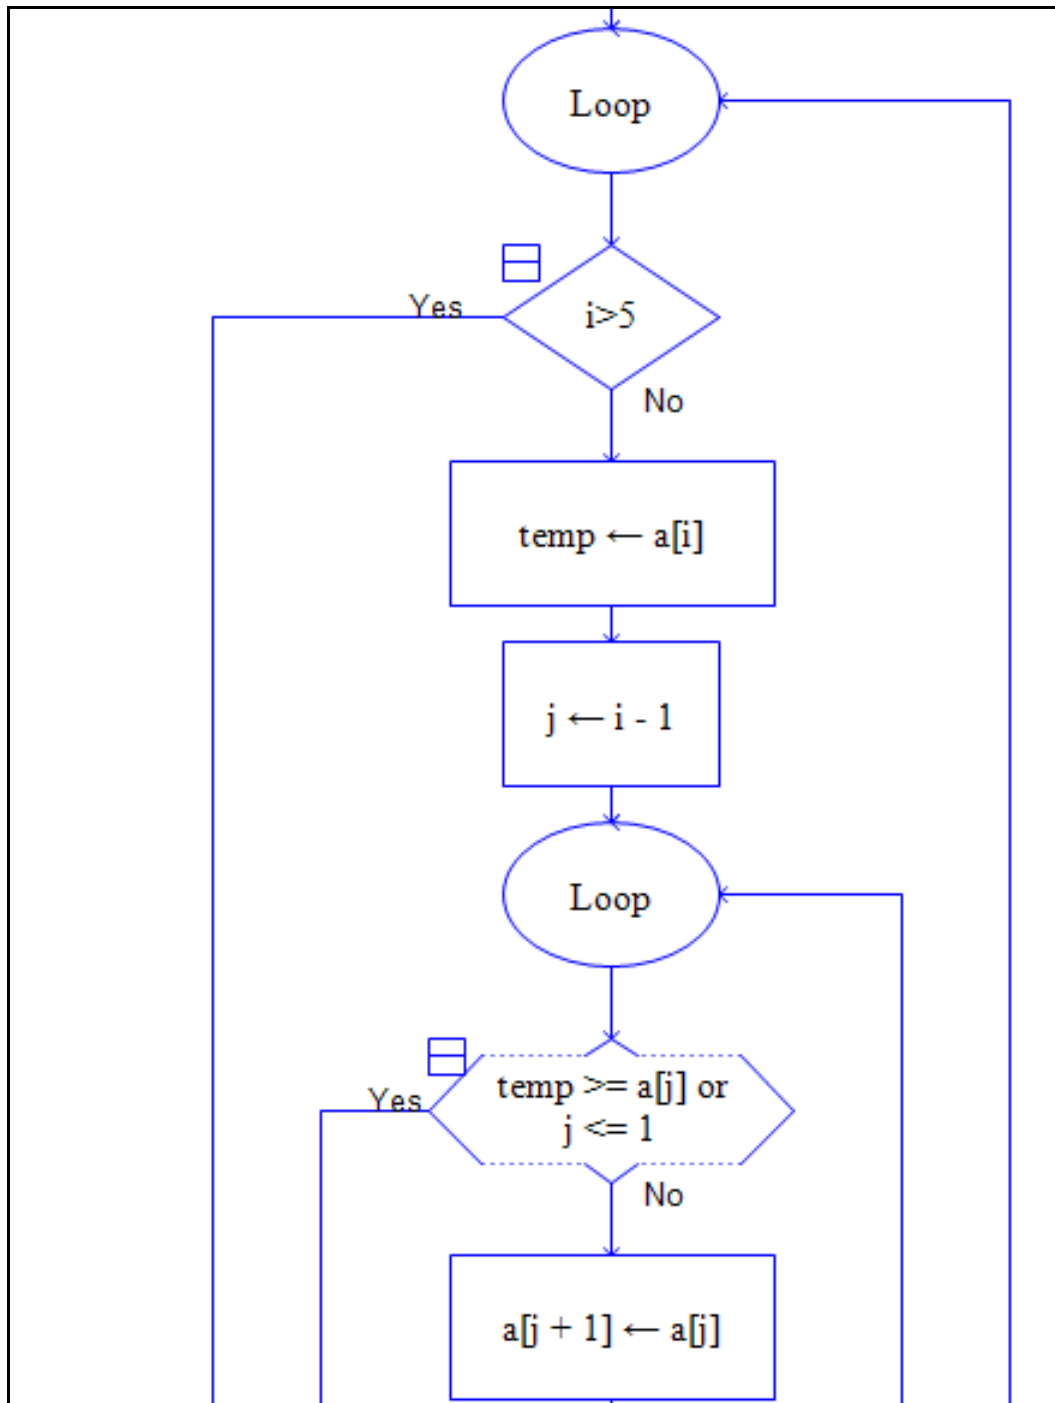 Loop
i>5
Yes
No
temp ← a[i]
j ← i - 1
Loop
temp >= a[j] or
j <= 1
Yes
No
a[j + 1] ← a[j]